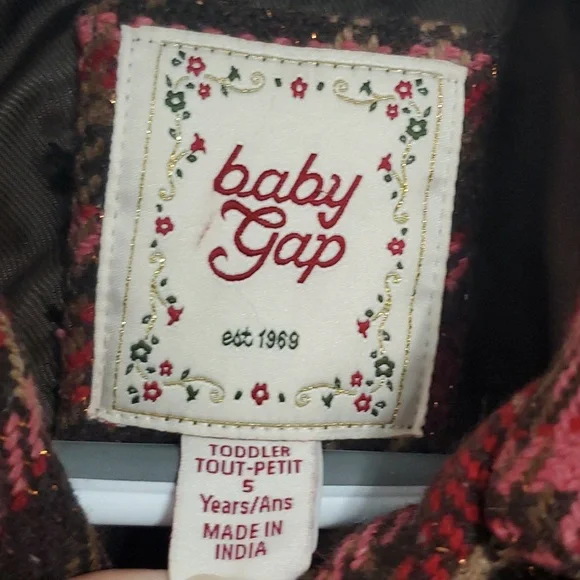 baby
Gap
est 1969
TODDLER
TOUT-PETIT
5
Years/Ans
MADE IN
INDIA